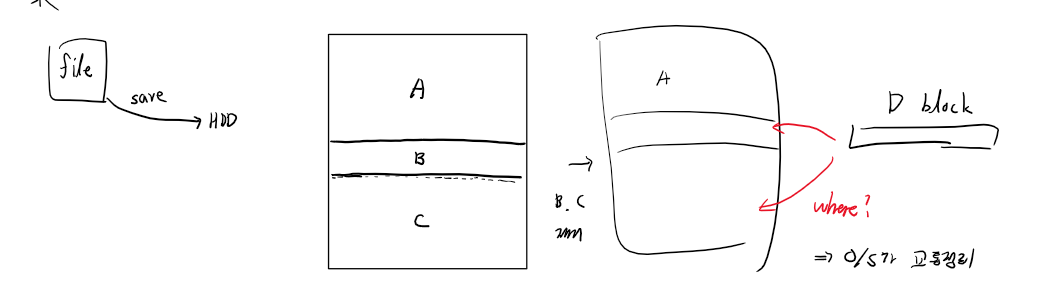 file
save
HDD
A
B
C
→
B. C
제거
A
D block
where?
⇒ O/S가 교통정리